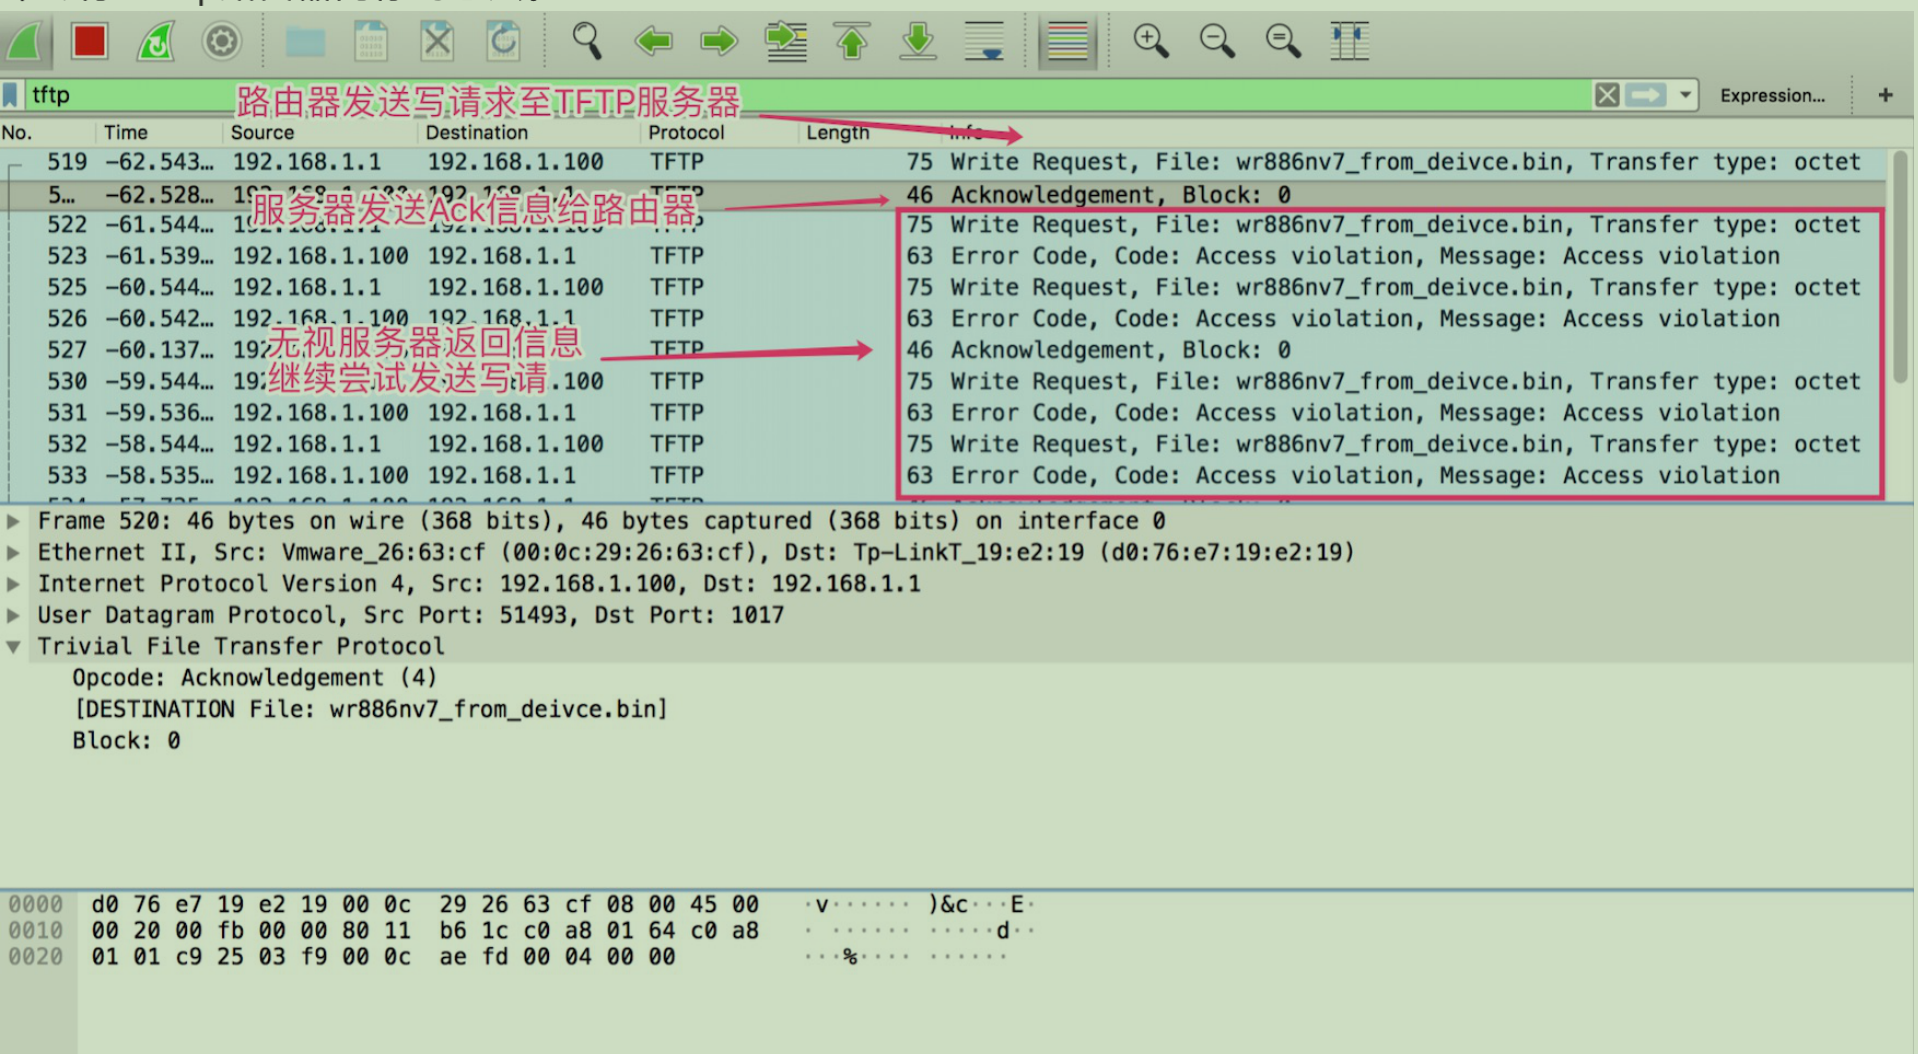 tftp
Expression...
+
路由器发送写请求至TFTP服务器
No. Time Source Destination Protocol Length Info
519 -62.543… 192.168.1.1 192.168.1.100 TFTP 75 Write Request, File: wr886nv7_from_deivce.bin, Transfer type: octet
5… -62.528… 192.168.1.100 192.168.1.1 TFTP 46 Acknowledgement, Block: 0
服务器发送Ack信息给路由器
522 -61.544… 192.168.1.1 192.168.1.100 TFTP 75 Write Request, File: wr886nv7_from_deivce.bin, Transfer type: octet
523 -61.539… 192.168.1.100 192.168.1.1 TFTP 63 Error Code, Code: Access violation, Message: Access violation
525 -60.544… 192.168.1.1 192.168.1.100 TFTP 75 Write Request, File: wr886nv7_from_deivce.bin, Transfer type: octet
526 -60.542… 192.168.1.100 192.168.1.1 TFTP 63 Error Code, Code: Access violation, Message: Access violation
无视服务器返回信息
527 -60.137… 192 TFTP 46 Acknowledgement, Block: 0
继续尝试发送写请
530 -59.544… 192 .100 TFTP 75 Write Request, File: wr886nv7_from_deivce.bin, Transfer type: octet
531 -59.536… 192.168.1.100 192.168.1.1 TFTP 63 Error Code, Code: Access violation, Message: Access violation
532 -58.544… 192.168.1.1 192.168.1.100 TFTP 75 Write Request, File: wr886nv7_from_deivce.bin, Transfer type: octet
533 -58.535… 192.168.1.100 192.168.1.1 TFTP 63 Error Code, Code: Access violation, Message: Access violation
Frame 520: 46 bytes on wire (368 bits), 46 bytes captured (368 bits) on interface 0
Ethernet II, Src: Vmware_26:63:cf (00:0c:29:26:63:cf), Dst: Tp-LinkT_19:e2:19 (d0:76:e7:19:e2:19)
Internet Protocol Version 4, Src: 192.168.1.100, Dst: 192.168.1.1
User Datagram Protocol, Src Port: 51493, Dst Port: 1017
Trivial File Transfer Protocol
Opcode: Acknowledgement (4)
[DESTINATION File: wr886nv7_from_deivce.bin]
Block: 0
0000 d0 76 e7 19 e2 19 00 0c 29 26 63 cf 08 00 45 00 ·v······ )&c···E·
0010 00 20 00 fb 00 00 80 11 b6 1c c0 a8 01 64 c0 a8 · ······ ·····d··
0020 01 01 c9 25 03 f9 00 0c ae fd 00 04 00 00 ···%···· ······